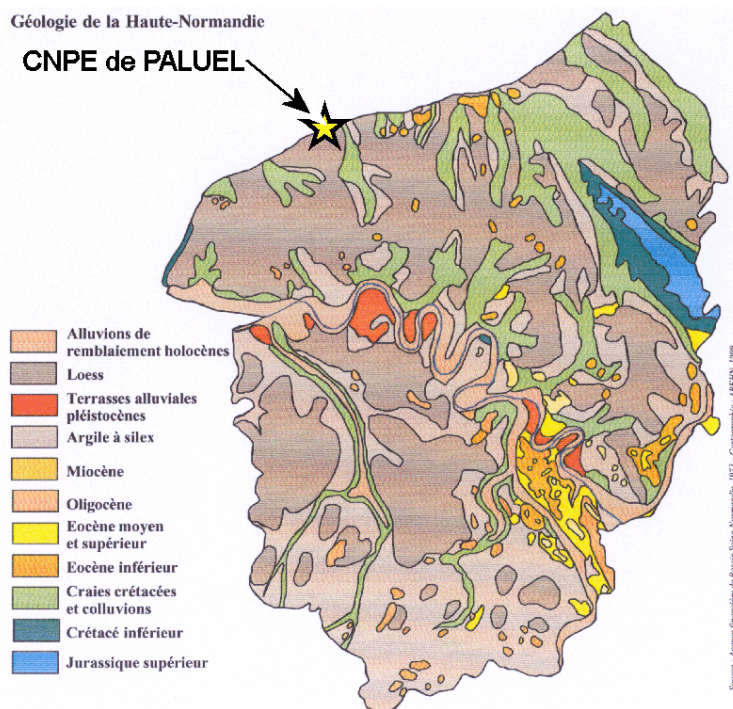 Géologie de la Haute-Normandie
CNPE de PALUEL
Alluvions de
remblaiement holocènes
Loess
Terrasses alluviales
pléistocènes
Argile à silex
Miocène
Oligocène
Eocène moyen
et supérieur
Eocène inférieur
Craies crétacées
et colluvions
Crétacé inférieur
Jurassique supérieur